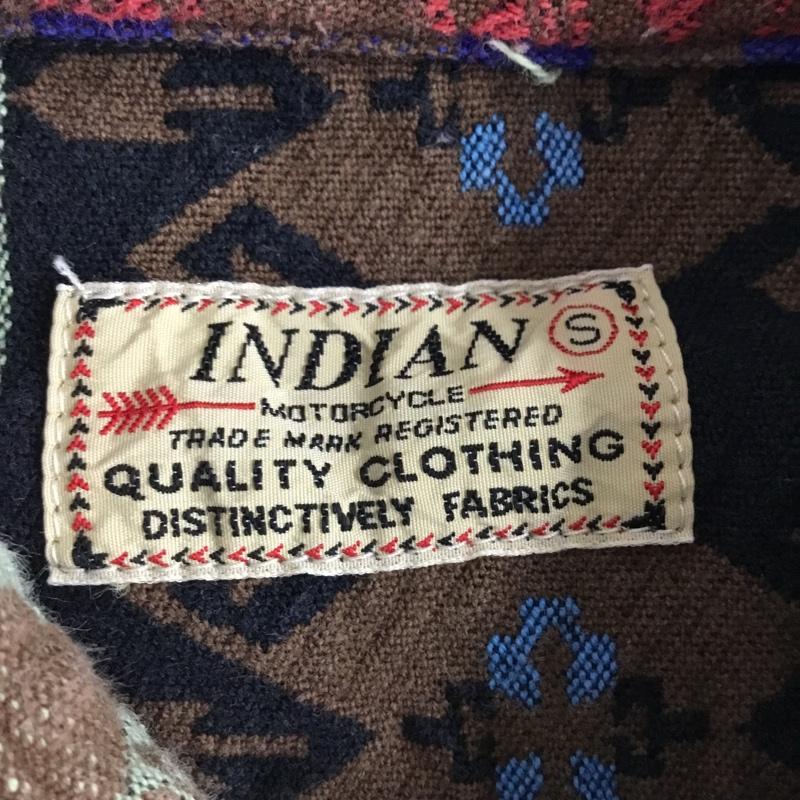 INDIAN S
MOTORCYCLE
TRADE MARK REGISTERED
QUALITY CLOTHING
DISTINCTIVELY FABRICS